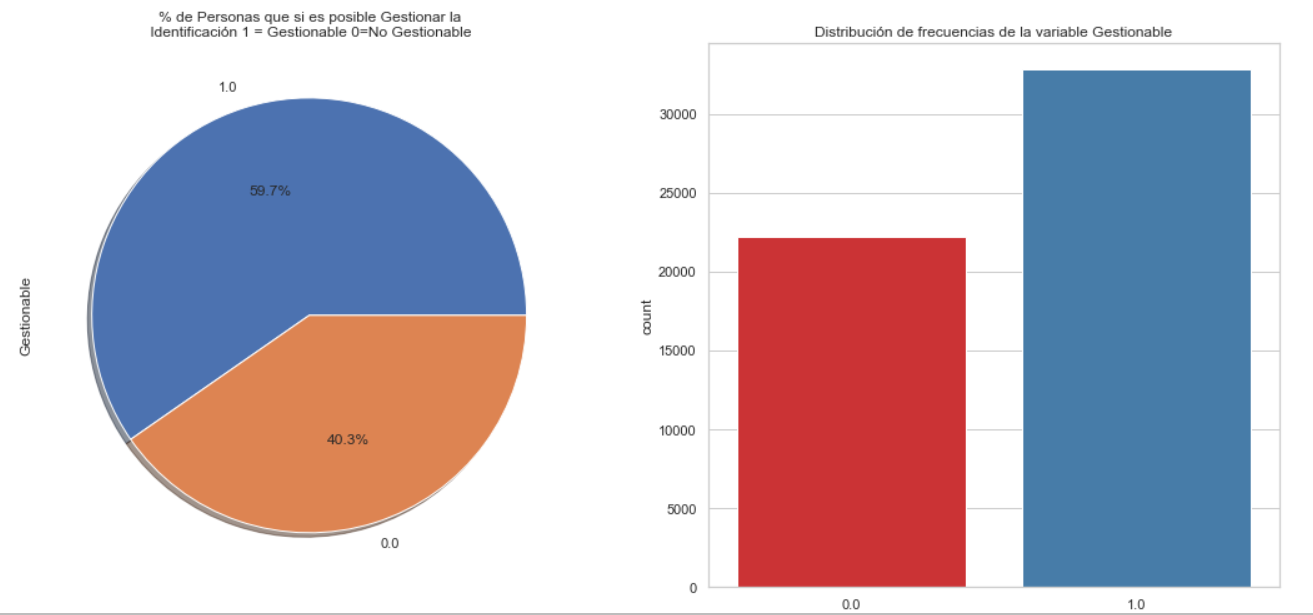 % de Personas que si es posible Gestionar la
Identificación 1 = Gestionable 0=No Gestionable
1.0
59.7%
Gestionable
40.3%
0.0
Distribución de frecuencias de la variable Gestionable
30000
25000
20000
count
15000
10000
5000
0
0.0
1.0